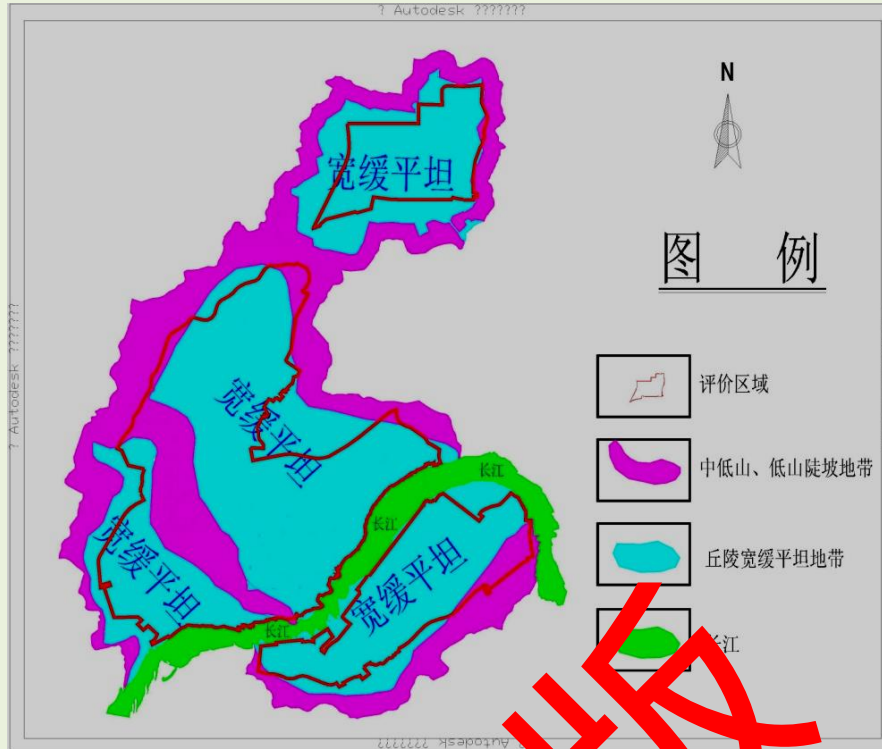 ? Autodesk ???????
N
宽缓平坦
图 例
? Autodesk ???????
评价区域
宽缓平坦
中低山、低山陡坡地带
长江
长江
丘陵宽缓平坦地带
宽缓平坦
宽缓平坦
长江
长江
版
? Autodesk ???????